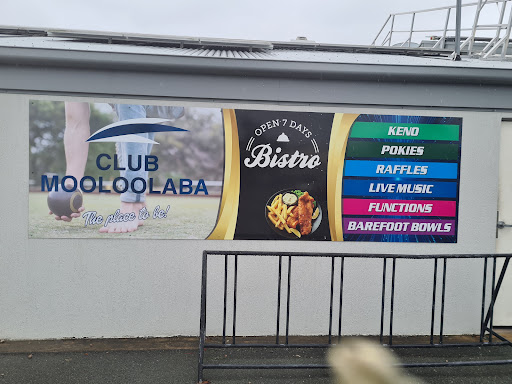 CLUB
MOOLOOLABA
The place to be!
OPEN 7 DAYS
Bistro
KENO
POKIES
RAFFLES
LIVE MUSIC
FUNCTIONS
BAREFOOT BOWLS